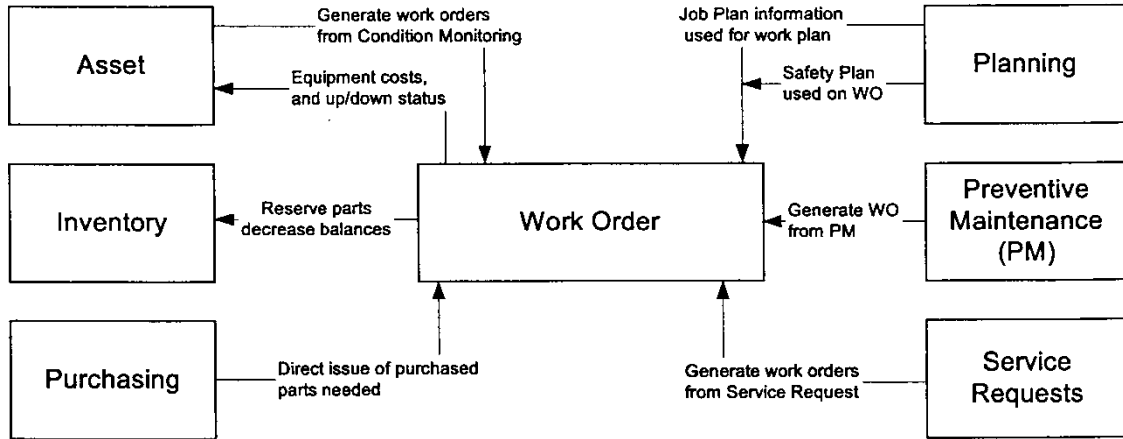 Asset
Generate work orders
from Condition Monitoring
Equipment costs,
and up/down status
Job Plan information
used for work plan
Safety Plan
used on WO
Planning
Inventory
Reserve parts
decrease balances
Work Order
Generate WO
from PM
Preventive
Maintenance
(PM)
Purchasing
Direct issue of purchased
parts needed
Generate work orders
from Service Request
Service
Requests